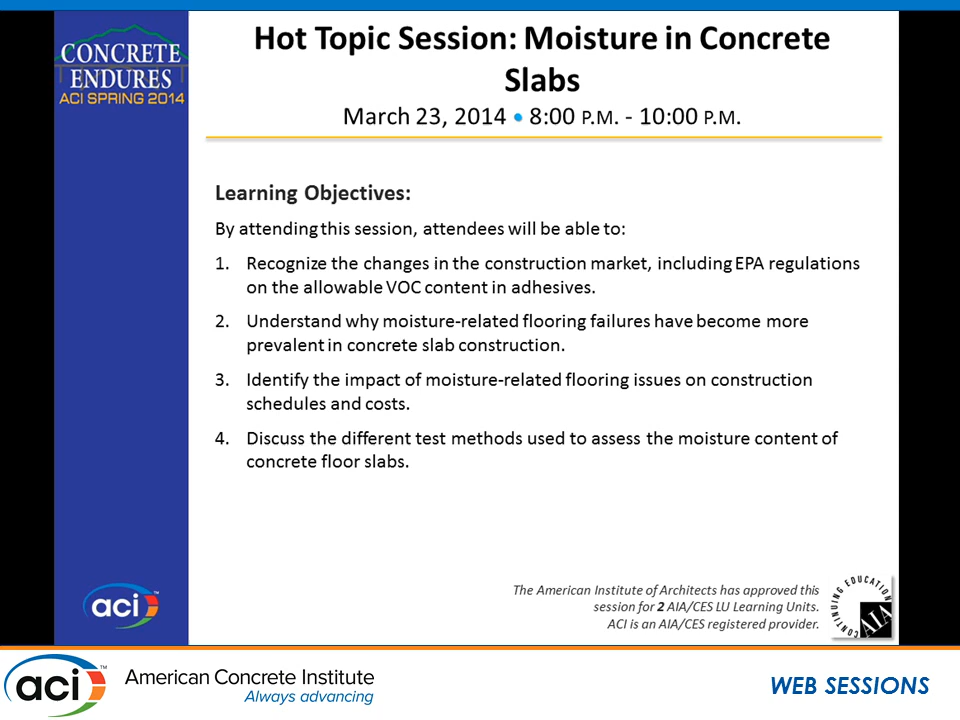 CONCRETE
ENDURES
ACI SPRING 2014
Hot Topic Session: Moisture in Concrete
Slabs
March 23, 2014 • 8:00 P.M. - 10:00 P.M.
Learning Objectives:
By attending this session, attendees will be able to:
1. Recognize the changes in the construction market, including EPA regulations
on the allowable VOC content in adhesives.
2. Understand why moisture-related flooring failures have become more
prevalent in concrete slab construction.
3. Identify the impact of moisture-related flooring issues on construction
schedules and costs.
4. Discuss the different test methods used to assess the moisture content of
concrete floor slabs.
aci™
The American Institute of Architects has approved this
session for 2 AIA/CES LU Learning Units.
ACI is an AIA/CES registered provider.
CONTINUING EDUCATION
AIA
aci™
American Concrete Institute
Always advancing
WEB SESSIONS